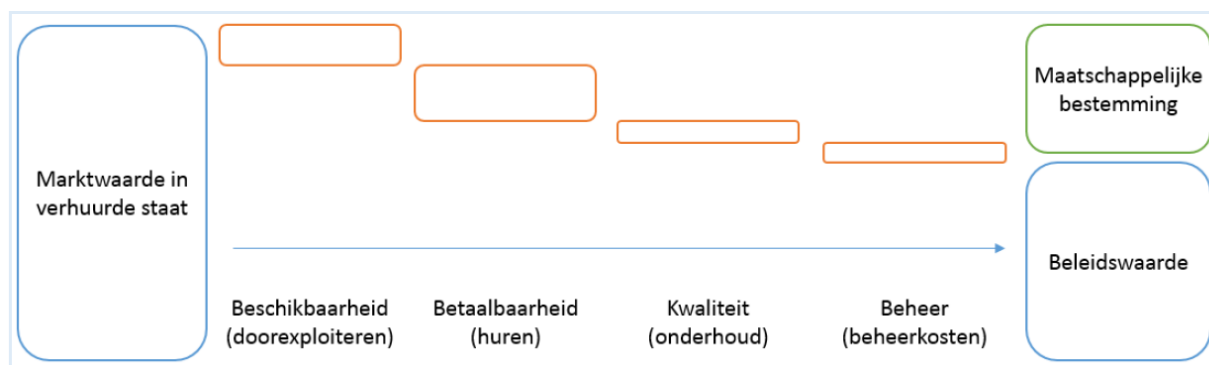 Marktwaarde in
verhuurde staat
Beschikbaarheid
(doorexploiteren)
Betaalbaarheid
(huren)
Kwaliteit
(onderhoud)
Beheer
(beheerkosten)
Maatschappelijke
bestemming
Beleidswaarde